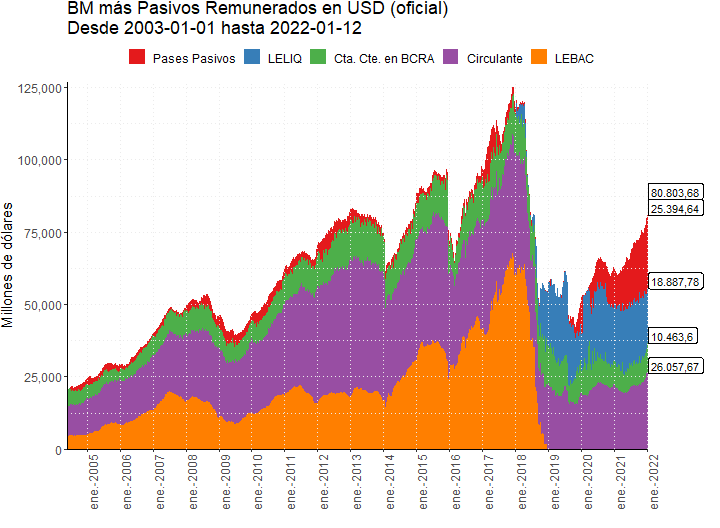 BM más Pasivos Remunerados en USD (oficial)
Desde 2003-01-01 hasta 2022-01-12
Pases Pasivos LELIQ Cta. Cte. en BCRA Circulante LEBAC
Millones de dólares
125,000
100,000
75,000
50,000
25,000
0
80.803,68
25.394,64
18.887,78
10.463,6
26.057,67
ene.-2005
ene.-2006
ene.-2007
ene.-2008
ene.-2009
ene.-2010
ene.-2011
ene.-2012
ene.-2013
ene.-2014
ene.-2015
ene.-2016
ene.-2017
ene.-2018
ene.-2019
ene.-2020
ene.-2021
ene.-2022